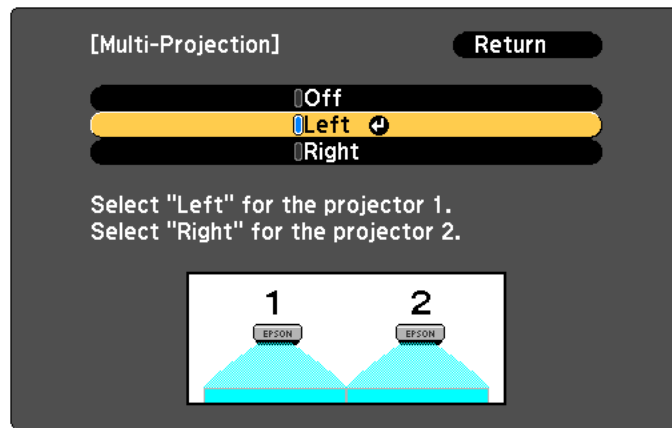 [Multi-Projection] Return
Off
Left
Right
Select "Left" for the projector 1.
Select "Right" for the projector 2.
1 2
EPSON EPSON